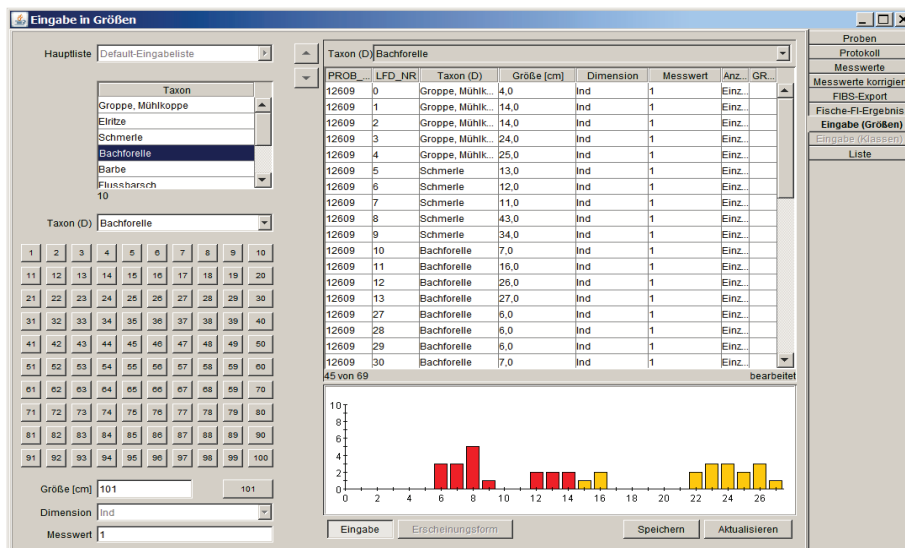 Eingabe in Größen
Hauptliste Default-Eingabeliste
Taxon
Groppe, Mühlkoppe
Elritze
Schmerle
Bachforelle
Barbe
Flussbarsch
10
Taxon (D) Bachforelle
1 2 3 4 5 6 7 8 9 10
11 12 13 14 15 16 17 18 19 20
21 22 23 24 25 26 27 28 29 30
31 32 33 34 35 36 37 38 39 40
41 42 43 44 45 46 47 48 49 50
51 52 53 54 55 56 57 58 59 60
61 62 63 64 65 66 67 68 69 70
71 72 73 74 75 76 77 78 79 80
81 82 83 84 85 86 87 88 89 90
91 92 93 94 95 96 97 98 99 100
Größe [cm] 101 101
Dimension Ind
Messwert 1
Taxon (D) Bachforelle
PROB_... LFD_NR Taxon (D) Größe [cm] Dimension Messwert Anz... GR...
12609 0 Groppe, Mühlk... 4,0 Ind 1 Einz...
12609 1 Groppe, Mühlk... 14,0 Ind 1 Einz...
12609 2 Groppe, Mühlk... 14,0 Ind 1 Einz...
12609 3 Groppe, Mühlk... 24,0 Ind 1 Einz...
12609 4 Groppe, Mühlk... 25,0 Ind 1 Einz...
12609 5 Schmerle 13,0 Ind 1 Einz...
12609 6 Schmerle 12,0 Ind 1 Einz...
12609 7 Schmerle 11,0 Ind 1 Einz...
12609 8 Schmerle 43,0 Ind 1 Einz...
12609 9 Schmerle 34,0 Ind 1 Einz...
12609 10 Bachforelle 7,0 Ind 1 Einz...
12609 11 Bachforelle 16,0 Ind 1 Einz...
12609 12 Bachforelle 26,0 Ind 1 Einz...
12609 13 Bachforelle 27,0 Ind 1 Einz...
12609 27 Bachforelle 6,0 Ind 1 Einz...
12609 28 Bachforelle 6,0 Ind 1 Einz...
12609 29 Bachforelle 6,0 Ind 1 Einz...
12609 30 Bachforelle 7,0 Ind 1 Einz...
45 von 69 bearbeitet
10
8
6
4
2
0
0 2 4 6 8 10 12 14 16 18 20 22 24 26
Eingabe Erscheinungsform Speichern Aktualisieren
Proben
Protokoll
Messwerte
Messwerte korrigier
FIBS-Export
Fische-FI-Ergebnis
Eingabe (Größen)
Eingabe (Klassen)
Liste